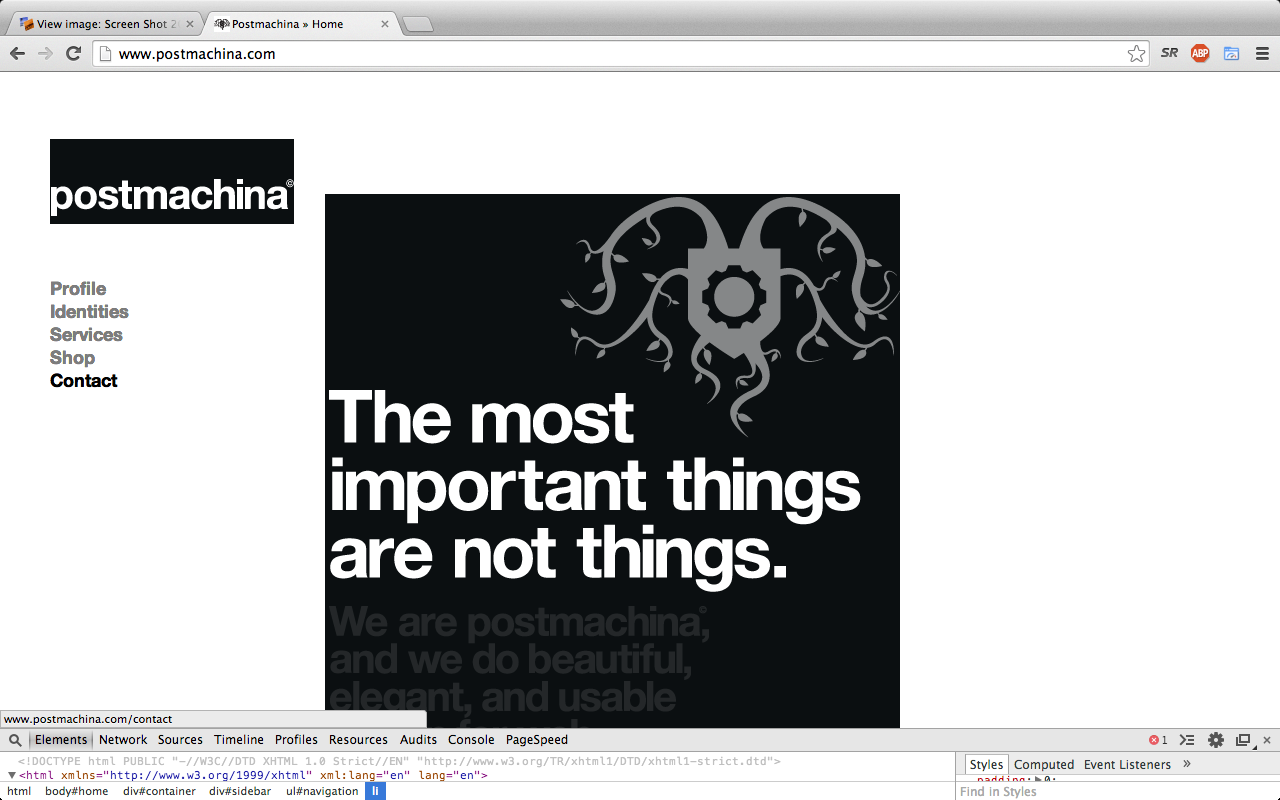 View image: Screen Shot 2
Postmachina » Home
www.postmachina.com
SR
ABP
postmachina©
Profile
Identities
Services
Shop
Contact
The most
important things
are not things.
We are postmachina©,
and we do beautiful,
elegant, and usable
www.postmachina.com/contact
Elements Network Sources Timeline Profiles Resources Audits Console PageSpeed
1
<!DOCTYPE html PUBLIC "-//W3C//DTD XHTML 1.0 Strict//EN" "http://www.w3.org/TR/xhtml1/DTD/xhtml1-strict.dtd">
<html xmlns="http://www.w3.org/1999/xhtml" xml:lang="en" lang="en">
Styles Computed Event Listeners »
padding: 0;
html body#home div#container div#sidebar ul#navigation li
Find in Styles